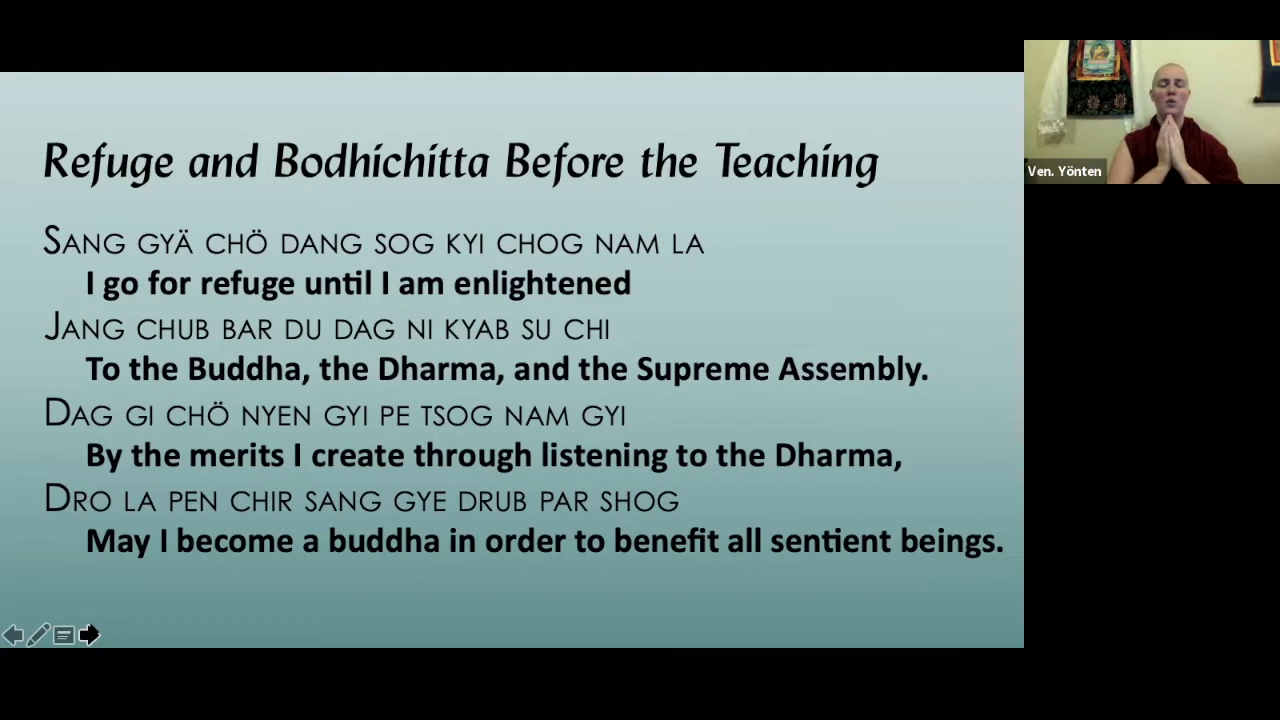 Refuge and Bodhichitta Before the Teaching
SANG GYÄ CHÖ DANG SOG KYI CHOG NAM LA
I go for refuge until I am enlightened
JANG CHUB BAR DU DAG NI KYAB SU CHI
To the Buddha, the Dharma, and the Supreme Assembly.
DAG GI CHÖ NYEN GYI PE TSOG NAM GYI
By the merits I create through listening to the Dharma,
DRO LA PEN CHIR SANG GYE DRUB PAR SHOG
May I become a buddha in order to benefit all sentient beings.
Ven. Yönten